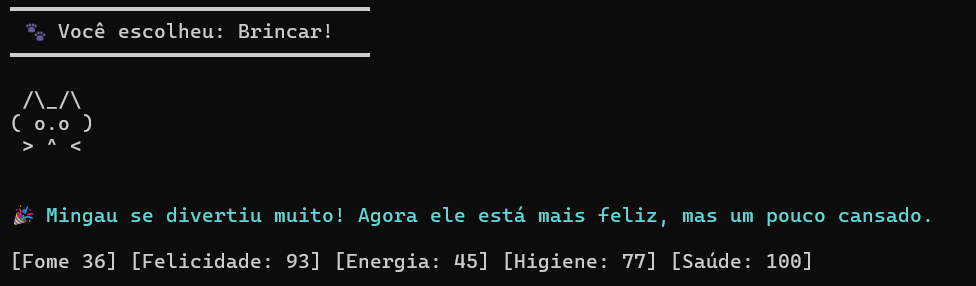 🐾 Você escolheu: Brincar!
 /\_/\
( o.o )
 > ^ <
🎉 Mingau se divertiu muito! Agora ele está mais feliz, mas um pouco cansado.
[Fome 36] [Felicidade: 93] [Energia: 45] [Higiene: 77] [Saúde: 100]